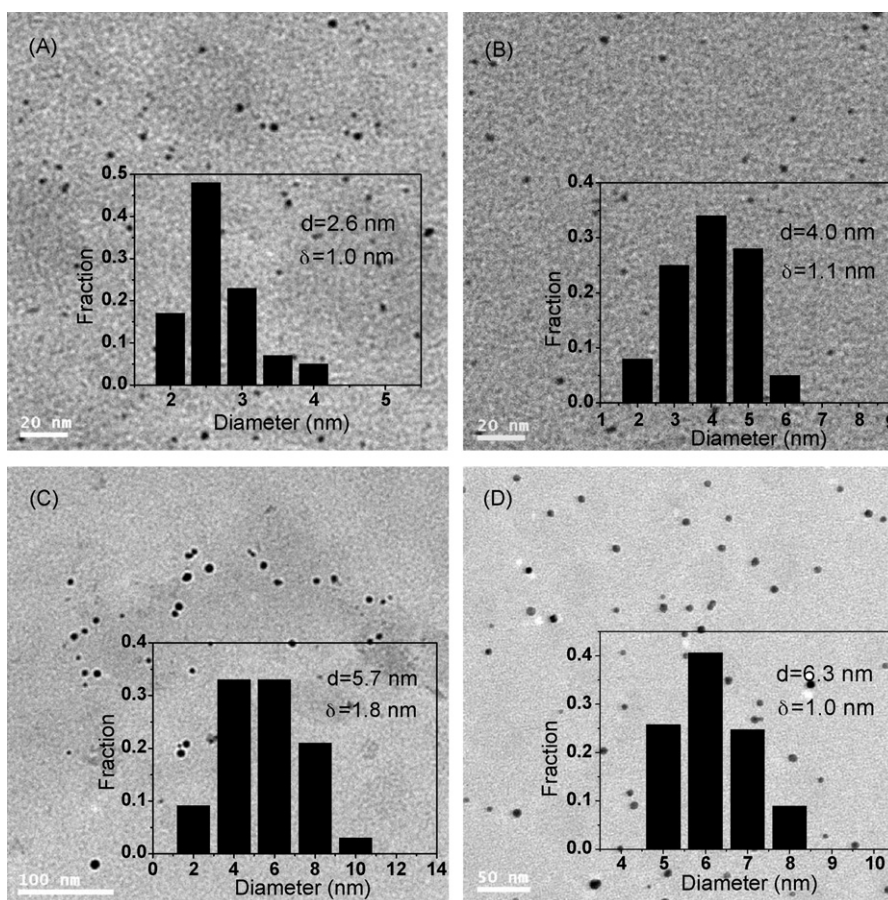 (A)
0.5
0.4
0.3
0.2
0.1
0.0
Fraction
d=2.6 nm
δ=1.0 nm
2 3 4 5
Diameter (nm)
20 nm
(B)
0.4
0.3
0.2
0.1
0.0
Fraction
d=4.0 nm
δ=1.1 nm
1 2 3 4 5 6 7 8 9
Diameter (nm)
20 nm
(C)
0.4
0.3
0.2
0.1
0.0
Fraction
d=5.7 nm
δ=1.8 nm
0 2 4 6 8 10 12 14
Diameter (nm)
100 nm
(D)
0.4
0.3
0.2
0.1
0.0
Fraction
d=6.3 nm
δ=1.0 nm
4 5 6 7 8 9 10
Diameter (nm)
50 nm